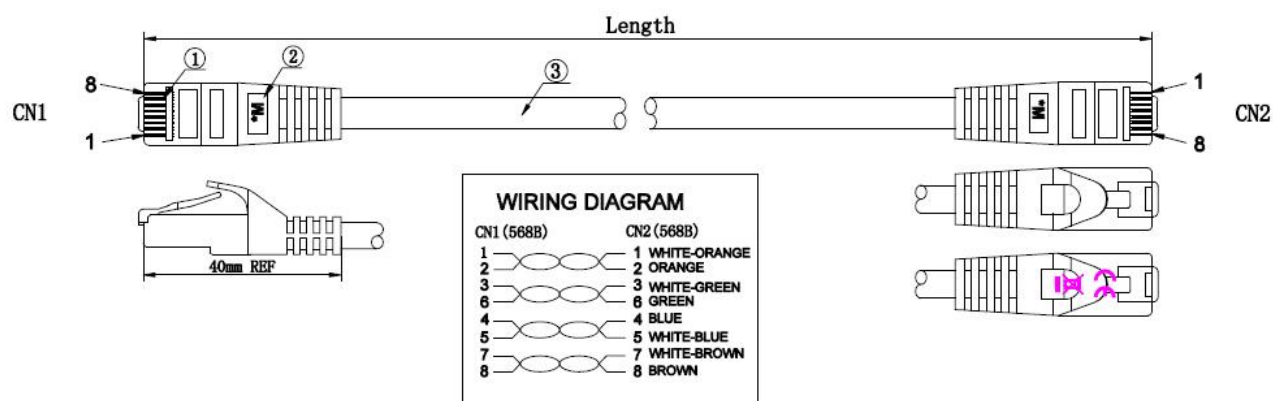 Length
① ② ③
8 1
CN1 *M *M CN2
1 8
40mm REF
WIRING DIAGRAM
CN1 (568B) CN2 (568B)
1 1 WHITE-ORANGE
2 2 ORANGE
3 3 WHITE-GREEN
6 6 GREEN
4 4 BLUE
5 5 WHITE-BLUE
7 7 WHITE-BROWN
8 8 BROWN
CE